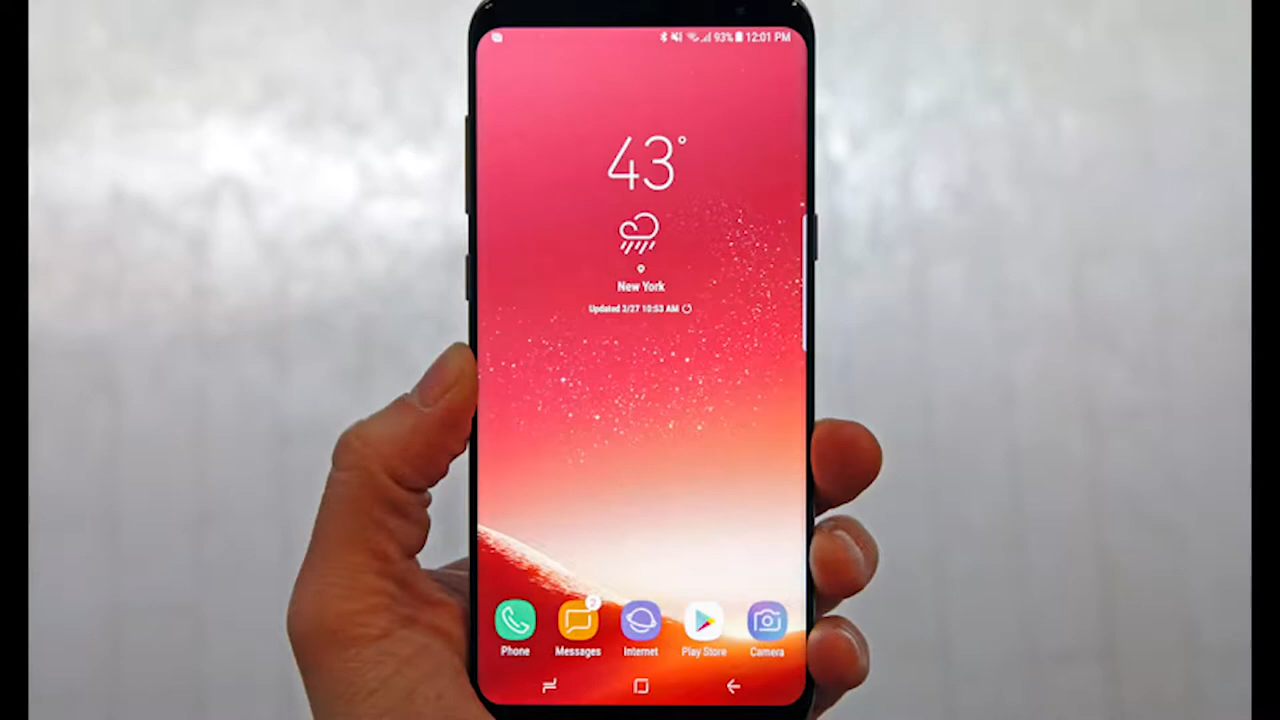 93% 12:01 PM
43°
New York
Updated 3/27 10:53 AM
2
Phone Messages Internet Play Store Camera